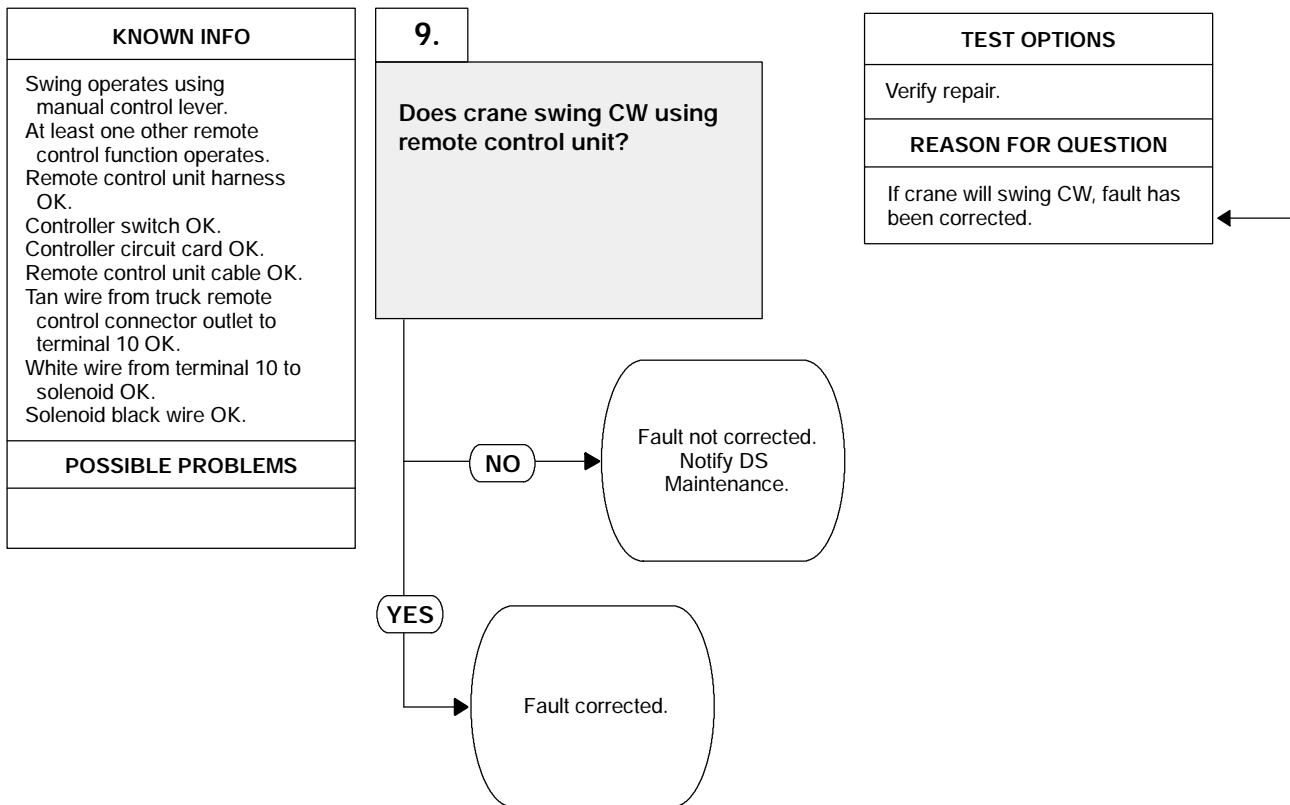 KNOWN INFO
Swing operates using
manual control lever.
At least one other remote
control function operates.
Remote control unit harness
OK.
Controller switch OK.
Controller circuit card OK.
Remote control unit cable OK.
Tan wire from truck remote
control connector outlet to
terminal 10 OK.
White wire from terminal 10 to
solenoid OK.
Solenoid black wire OK.
POSSIBLE PROBLEMS
9.
Does crane swing CW using
remote control unit?
TEST OPTIONS
Verify repair.
REASON FOR QUESTION
If crane will swing CW, fault has
been corrected.
NO
Fault not corrected.
Notify DS
Maintenance.
YES
Fault corrected.